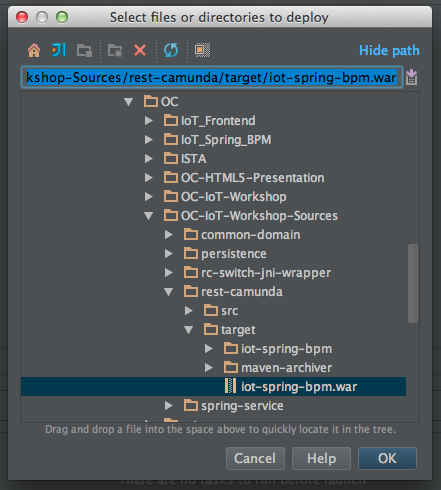 Select files or directories to deploy
Hide path
kshop-Sources/rest-camunda/target/iot-spring-bpm.war
OC
IoT_Frontend
IoT_Spring_BPM
ISTA
OC-HTML5-Presentation
OC-IoT-Workshop
OC-IoT-Workshop-Sources
common-domain
persistence
rc-switch-jni-wrapper
rest-camunda
src
target
iot-spring-bpm
maven-archiver
iot-spring-bpm.war
spring-service
Drag and drop a file into the space above to quickly locate it in the tree.
Cancel
Help
OK
There are no tasks to run before launch